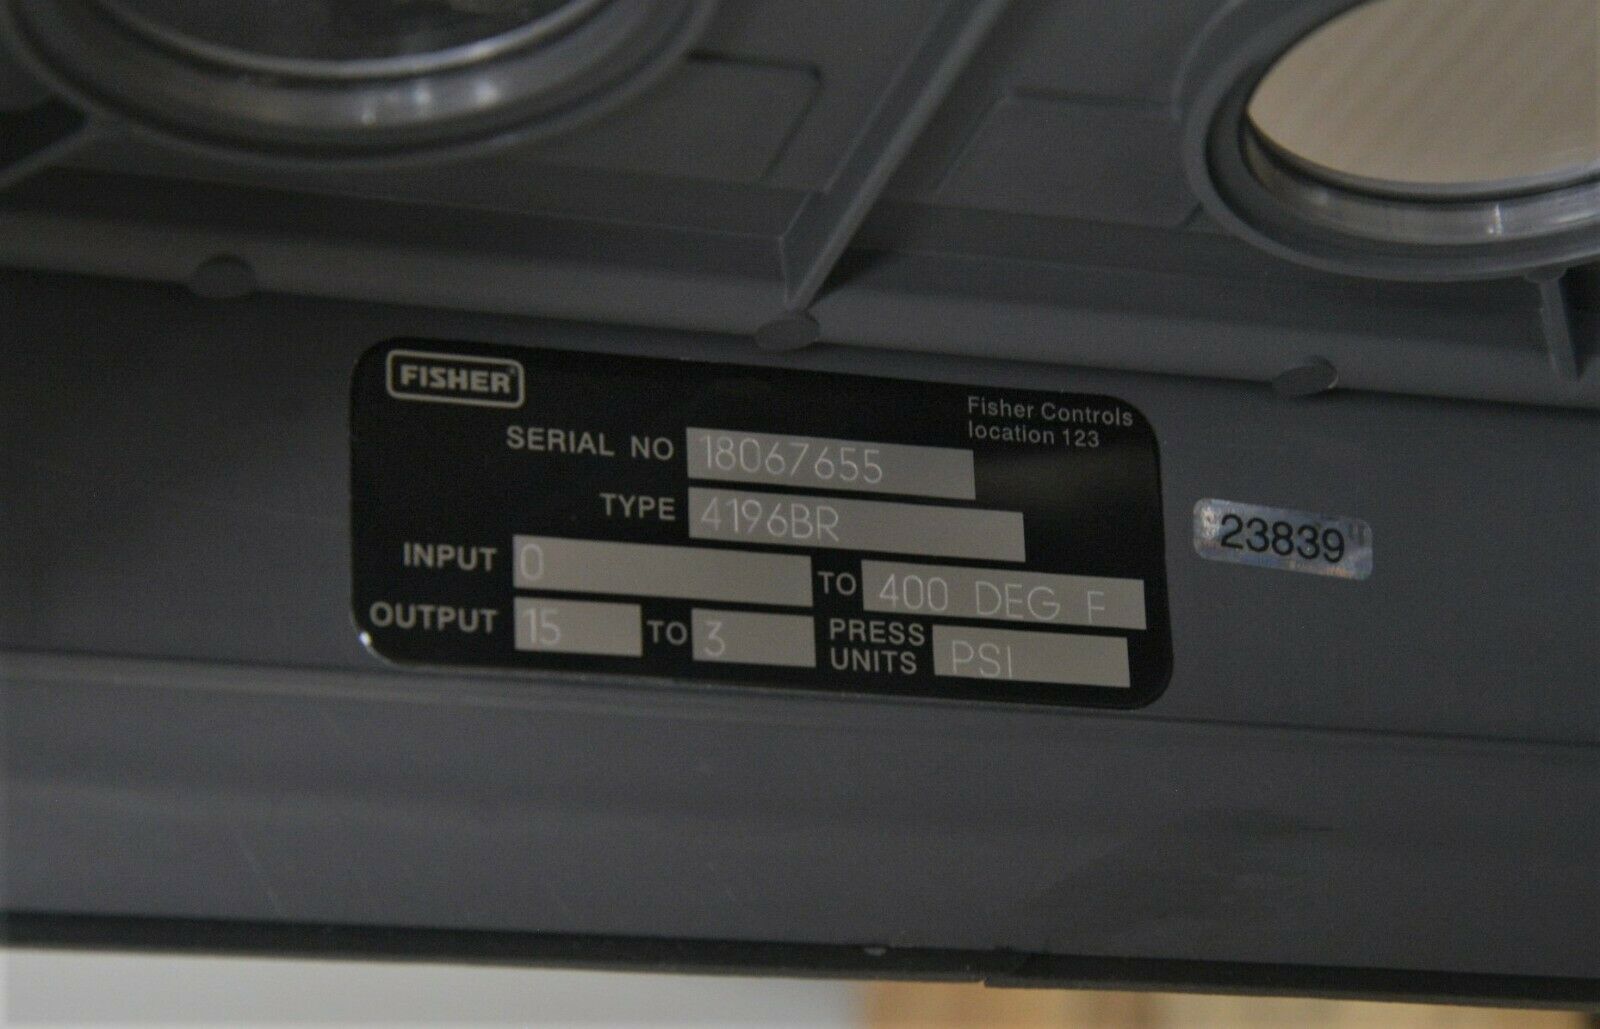 FISHER
Fisher Controls
location 123
SERIAL NO 18067655
TYPE 4196BR
INPUT 0 TO 400 DEG F
OUTPUT 15 TO 3 PRESS UNITS PSI
23839